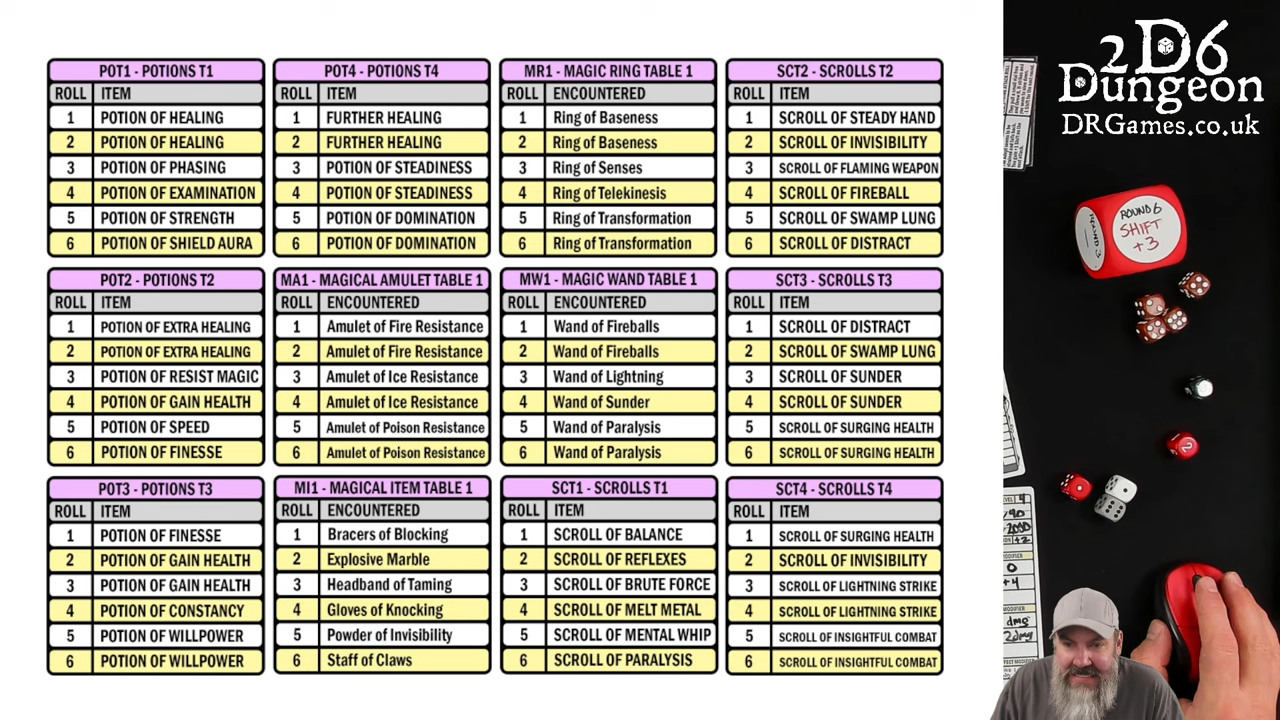 POT1 - POTIONS T1
ROLL ITEM
1 POTION OF HEALING
2 POTION OF HEALING
3 POTION OF PHASING
4 POTION OF EXAMINATION
5 POTION OF STRENGTH
6 POTION OF SHIELD AURA
POT4 - POTIONS T4
ROLL ITEM
1 FURTHER HEALING
2 FURTHER HEALING
3 POTION OF STEADINESS
4 POTION OF STEADINESS
5 POTION OF DOMINATION
6 POTION OF DOMINATION
MR1 - MAGIC RING TABLE 1
ROLL ENCOUNTERED
1 Ring of Baseness
2 Ring of Baseness
3 Ring of Senses
4 Ring of Telekinesis
5 Ring of Transformation
6 Ring of Transformation
SCT2 - SCROLLS T2
ROLL ITEM
1 SCROLL OF STEADY HAND
2 SCROLL OF INVISIBILITY
3 SCROLL OF FLAMING WEAPON
4 SCROLL OF FIREBALL
5 SCROLL OF SWAMP LUNG
6 SCROLL OF DISTRACT
POT2 - POTIONS T2
ROLL ITEM
1 POTION OF EXTRA HEALING
2 POTION OF EXTRA HEALING
3 POTION OF RESIST MAGIC
4 POTION OF GAIN HEALTH
5 POTION OF SPEED
6 POTION OF FINESSE
MA1 - MAGICAL AMULET TABLE 1
ROLL ENCOUNTERED
1 Amulet of Fire Resistance
2 Amulet of Fire Resistance
3 Amulet of Ice Resistance
4 Amulet of Ice Resistance
5 Amulet of Poison Resistance
6 Amulet of Poison Resistance
MW1 - MAGIC WAND TABLE 1
ROLL ENCOUNTERED
1 Wand of Fireballs
2 Wand of Fireballs
3 Wand of Lightning
4 Wand of Sunder
5 Wand of Paralysis
6 Wand of Paralysis
SCT3 - SCROLLS T3
ROLL ITEM
1 SCROLL OF DISTRACT
2 SCROLL OF SWAMP LUNG
3 SCROLL OF SUNDER
4 SCROLL OF SUNDER
5 SCROLL OF SURGING HEALTH
6 SCROLL OF SURGING HEALTH
POT3 - POTIONS T3
ROLL ITEM
1 POTION OF FINESSE
2 POTION OF GAIN HEALTH
3 POTION OF GAIN HEALTH
4 POTION OF CONSTANCY
5 POTION OF WILLPOWER
6 POTION OF WILLPOWER
MI1 - MAGICAL ITEM TABLE 1
ROLL ENCOUNTERED
1 Bracers of Blocking
2 Explosive Marble
3 Headband of Taming
4 Gloves of Knocking
5 Powder of Invisibility
6 Staff of Claws
SCT1 - SCROLLS T1
ROLL ITEM
1 SCROLL OF BALANCE
2 SCROLL OF REFLEXES
3 SCROLL OF BRUTE FORCE
4 SCROLL OF MELT METAL
5 SCROLL OF MENTAL WHIP
6 SCROLL OF PARALYSIS
SCT4 - SCROLLS T4
ROLL ITEM
1 SCROLL OF SURGING HEALTH
2 SCROLL OF INVISIBILITY
3 SCROLL OF LIGHTNING STRIKE
4 SCROLL OF LIGHTNING STRIKE
5 SCROLL OF INSIGHTFUL COMBAT
6 SCROLL OF INSIGHTFUL COMBAT
2D6
Dungeon
DRGames.co.uk
ROUND 6
SHIFT
+3
ROUND 3